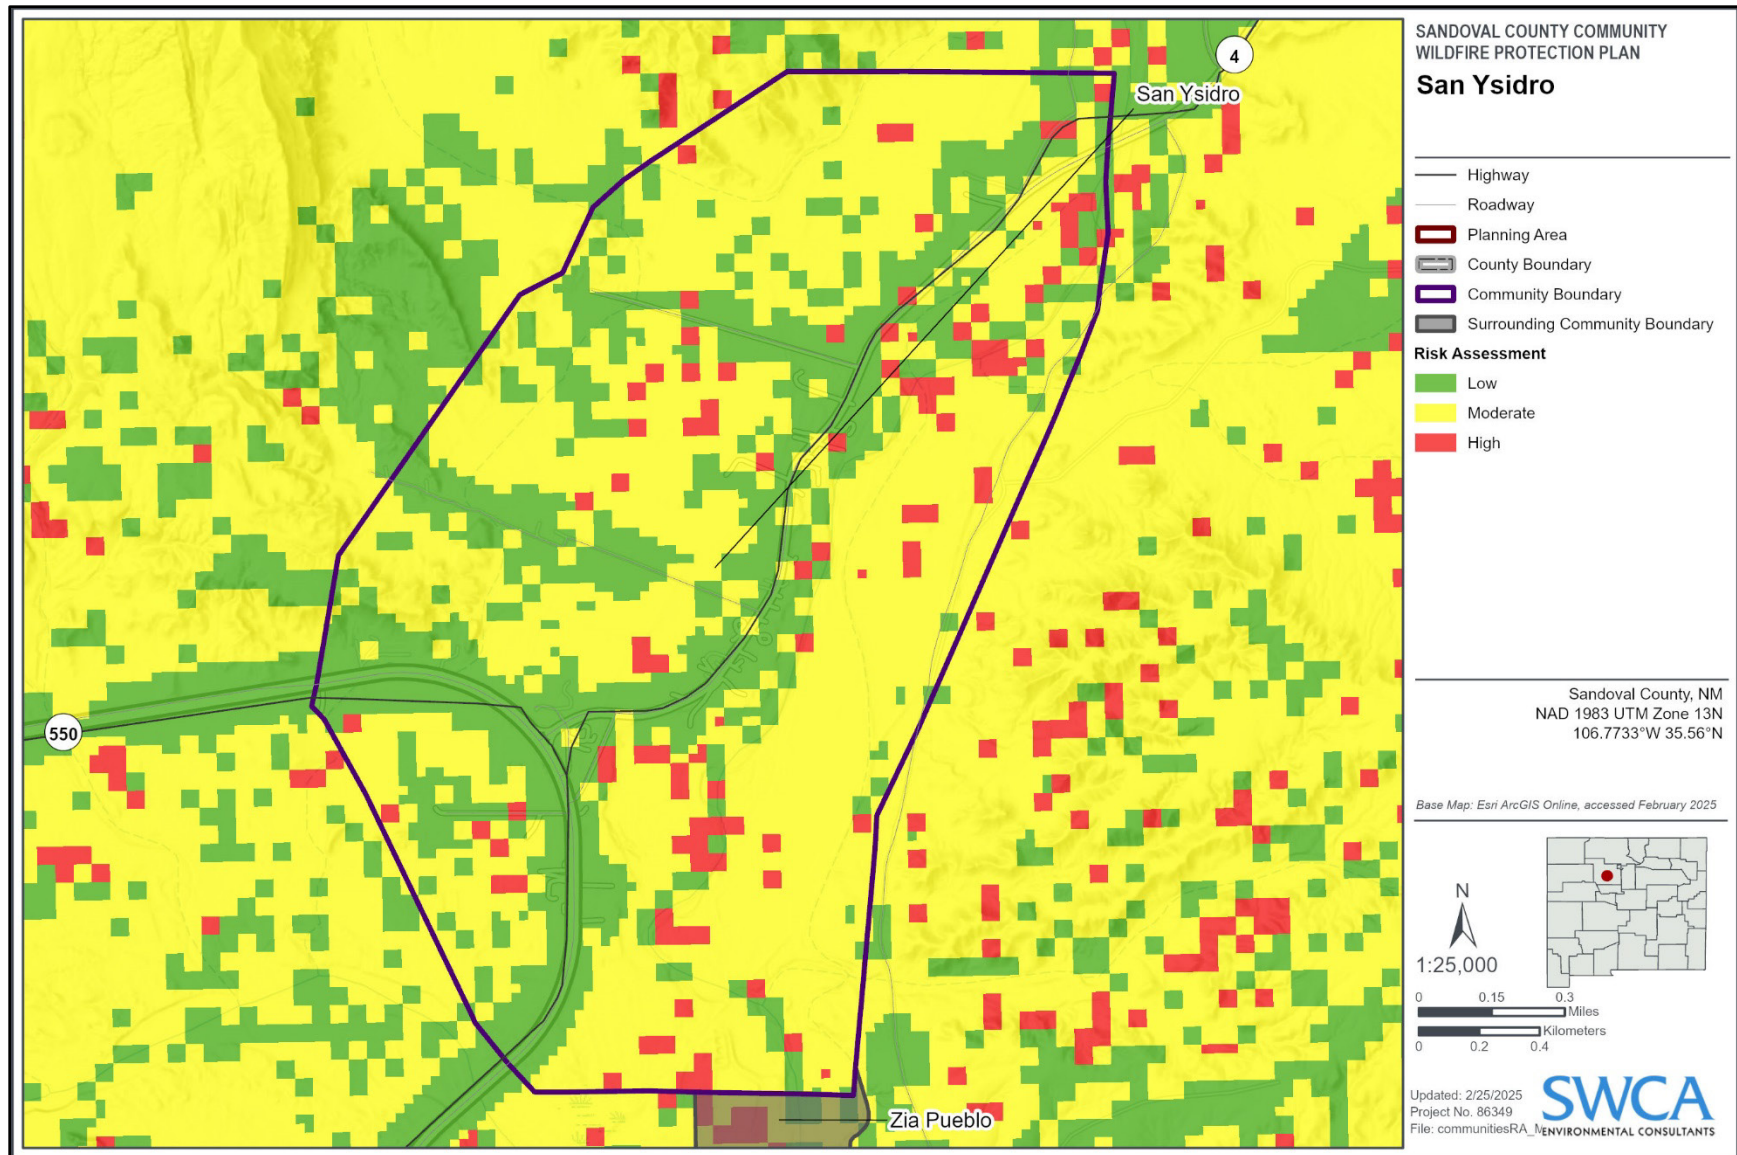 4
San Ysidro
550
Zia Pueblo
SANDOVAL COUNTY COMMUNITY
WILDFIRE PROTECTION PLAN
San Ysidro
Highway
Roadway
Planning Area
County Boundary
Community Boundary
Surrounding Community Boundary
Risk Assessment
Low
Moderate
High
Sandoval County, NM
NAD 1983 UTM Zone 13N
106.7733°W 35.56°N
Base Map: Esri ArcGIS Online, accessed February 2025
N
1:25,000
0 0.15 0.3
Miles
Kilometers
0 0.2 0.4
Updated: 2/25/2025
Project No. 86349
File: communitiesRA_M
SWCA
ENVIRONMENTAL CONSULTANTS